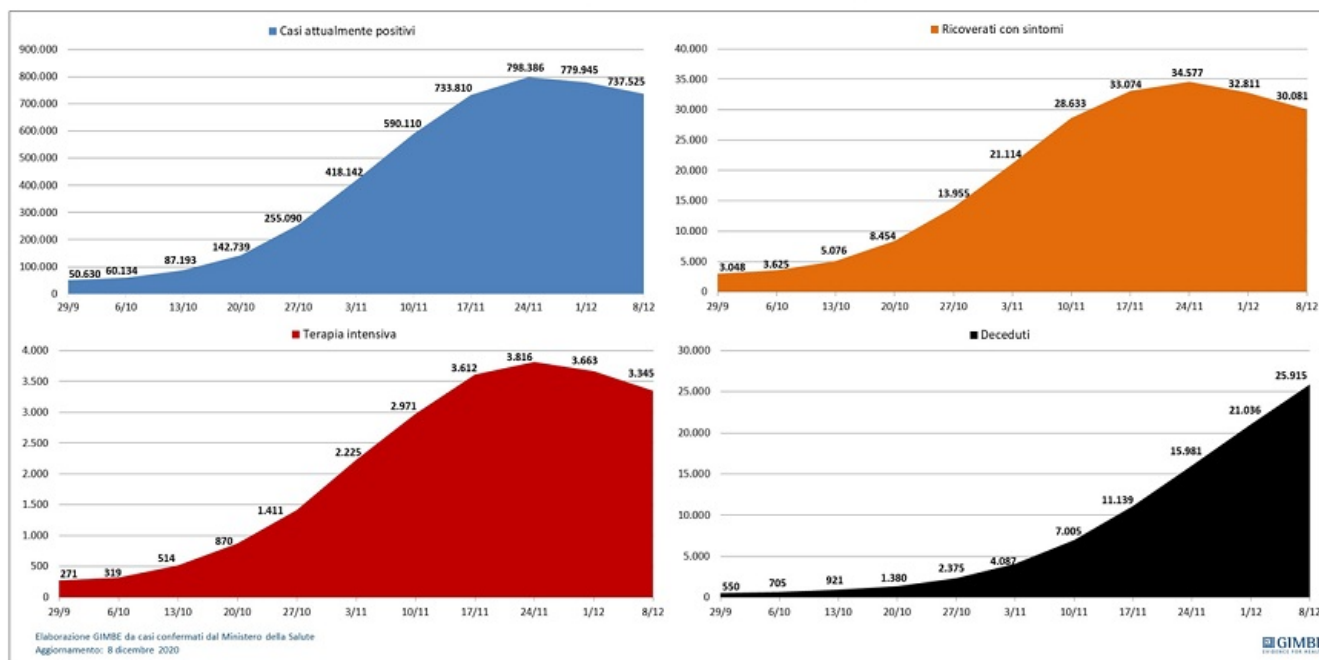 Casi attualmente positivi
900.000
800.000
700.000
600.000
500.000
400.000
300.000
200.000
100.000
0
50.630 60.134 87.193 142.739 255.090 418.142 590.110 733.810 798.386 779.945 737.525
29/9 6/10 13/10 20/10 27/10 3/11 10/11 17/11 24/11 1/12 8/12
Ricoverati con sintomi
40.000
35.000
30.000
25.000
20.000
15.000
10.000
5.000
0
3.048 3.625 5.076 8.454 13.955 21.114 28.633 33.074 34.577 32.811 30.081
29/9 6/10 13/10 20/10 27/10 3/11 10/11 17/11 24/11 1/12 8/12
Terapia intensiva
4.000
3.500
3.000
2.500
2.000
1.500
1.000
500
0
271 319 514 870 1.411 2.225 2.971 3.612 3.816 3.663 3.345
29/9 6/10 13/10 20/10 27/10 3/11 10/11 17/11 24/11 1/12 8/12
Deceduti
30.000
25.000
20.000
15.000
10.000
5.000
0
550 705 921 1.380 2.375 4.087 7.005 11.139 15.981 21.036 25.915
29/9 6/10 13/10 20/10 27/10 3/11 10/11 17/11 24/11 1/12 8/12
Elaborazione GIMBE da casi confermati dal Ministero della Salute
Aggiornamento: 8 dicembre 2020
GIMBE
EVIDENCE FOR HEAL